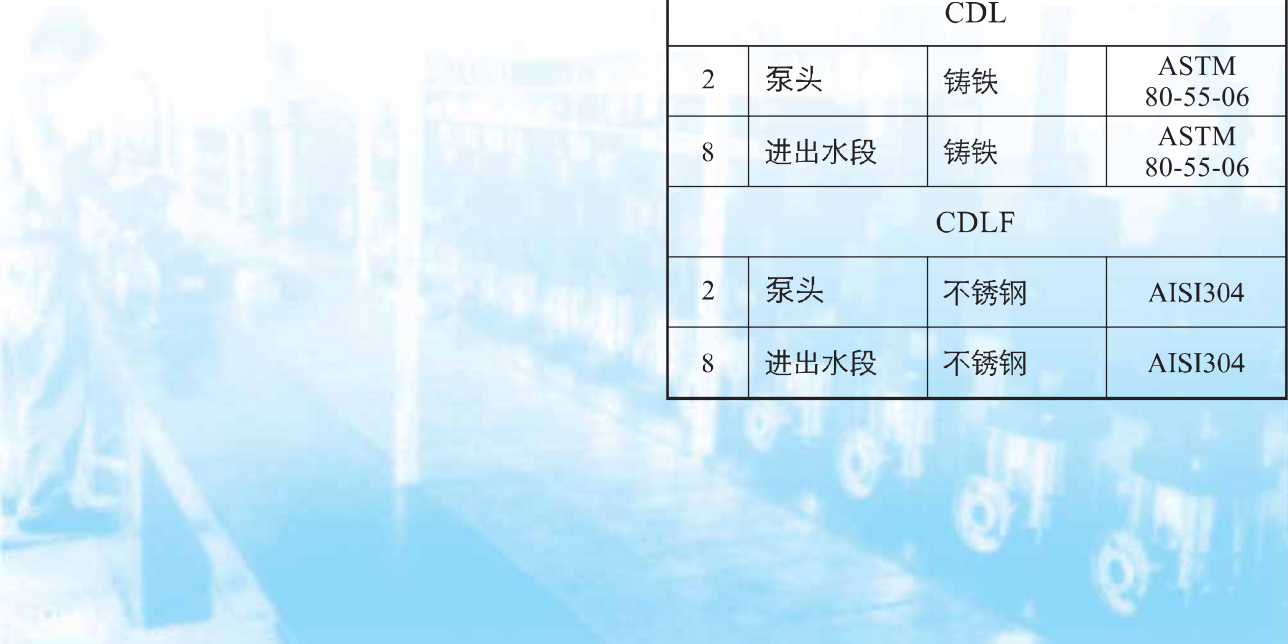 CDL
2 泵头 铸铁 ASTM
80-55-06
8 进出水段 铸铁 ASTM
80-55-06
CDLF
2 泵头 不锈钢 AISI304
8 进出水段 不锈钢 AISI304